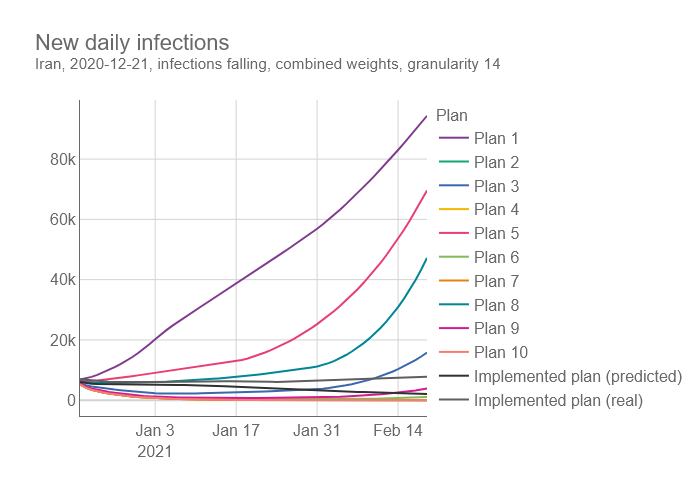 New daily infections
Iran, 2020-12-21, infections falling, combined weights, granularity 14
Plan
80k
60k
40k
20k
0
Jan 3
2021
Jan 17
Jan 31
Feb 14
Plan 1
Plan 2
Plan 3
Plan 4
Plan 5
Plan 6
Plan 7
Plan 8
Plan 9
Plan 10
Implemented plan (predicted)
Implemented plan (real)